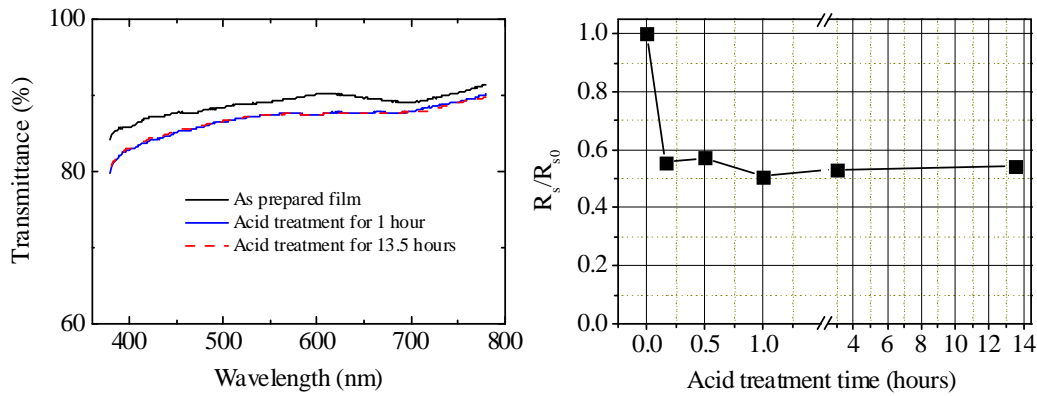 100
80
60
Transmittance (%)
As prepared film
Acid treatment for 1 hour
Acid treatment for 13.5 hours
400 500 600 700 800
Wavelength (nm)
1.0
0.8
0.6
0.4
0.2
0.0
R_s/R_s0
0.0 0.5 1.0 4 6 8 10 12 14
Acid treatment time (hours)